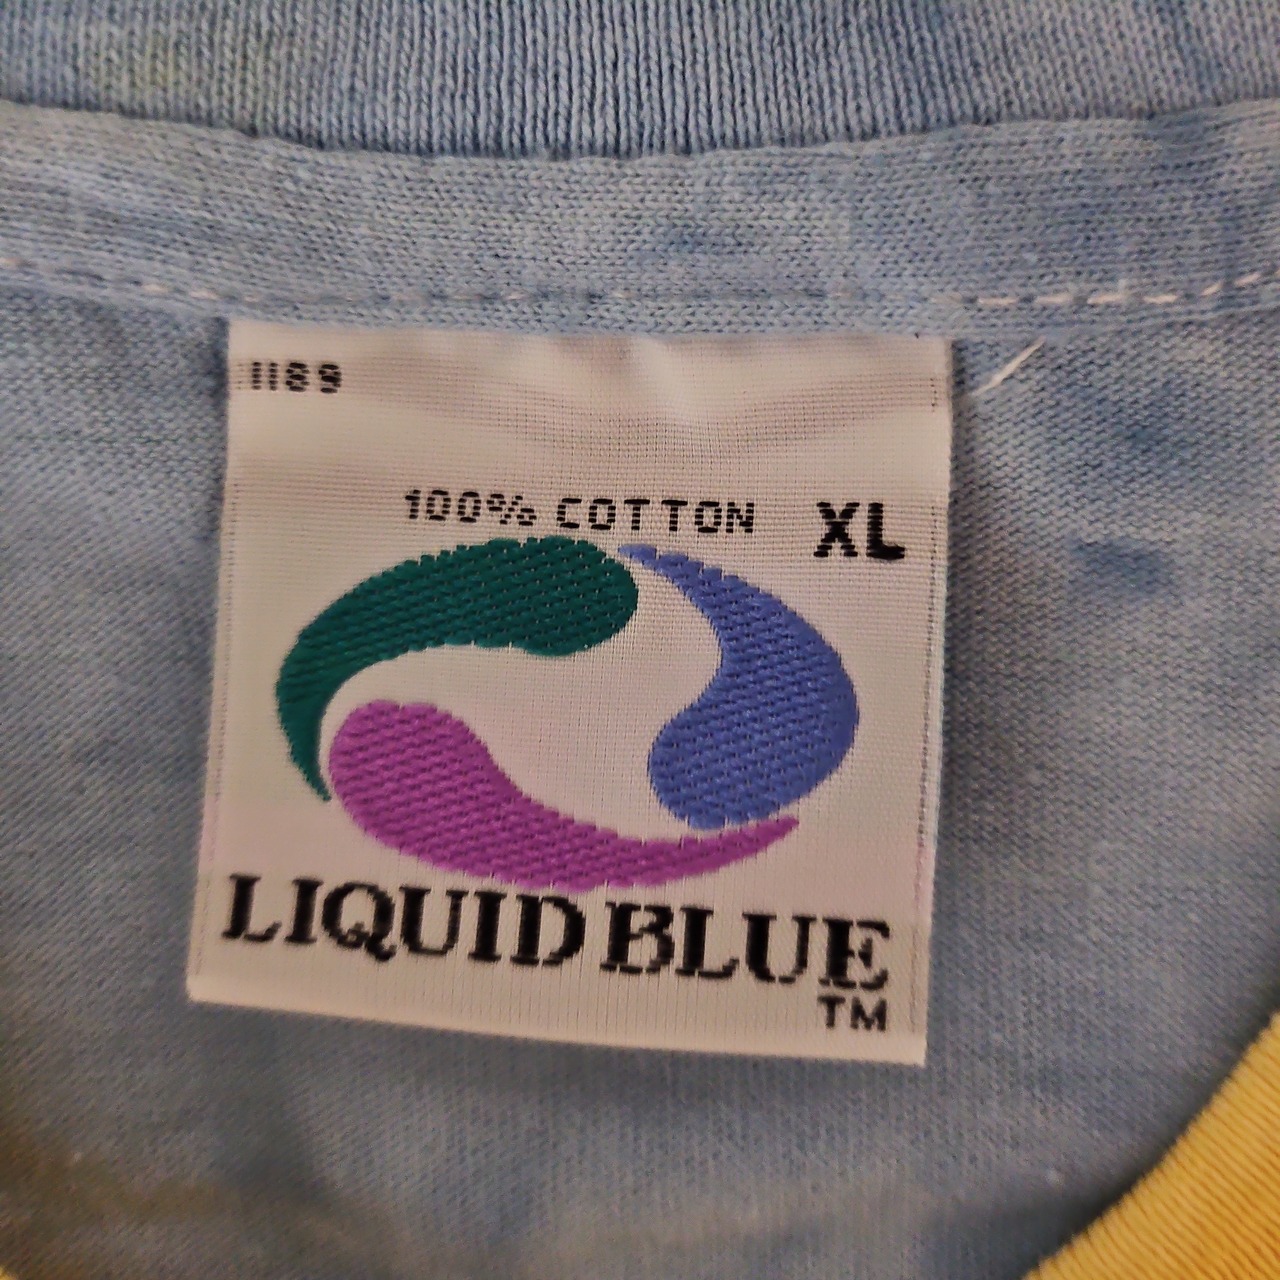 1189
100% COTTON XL
LIQUID BLUE
TM